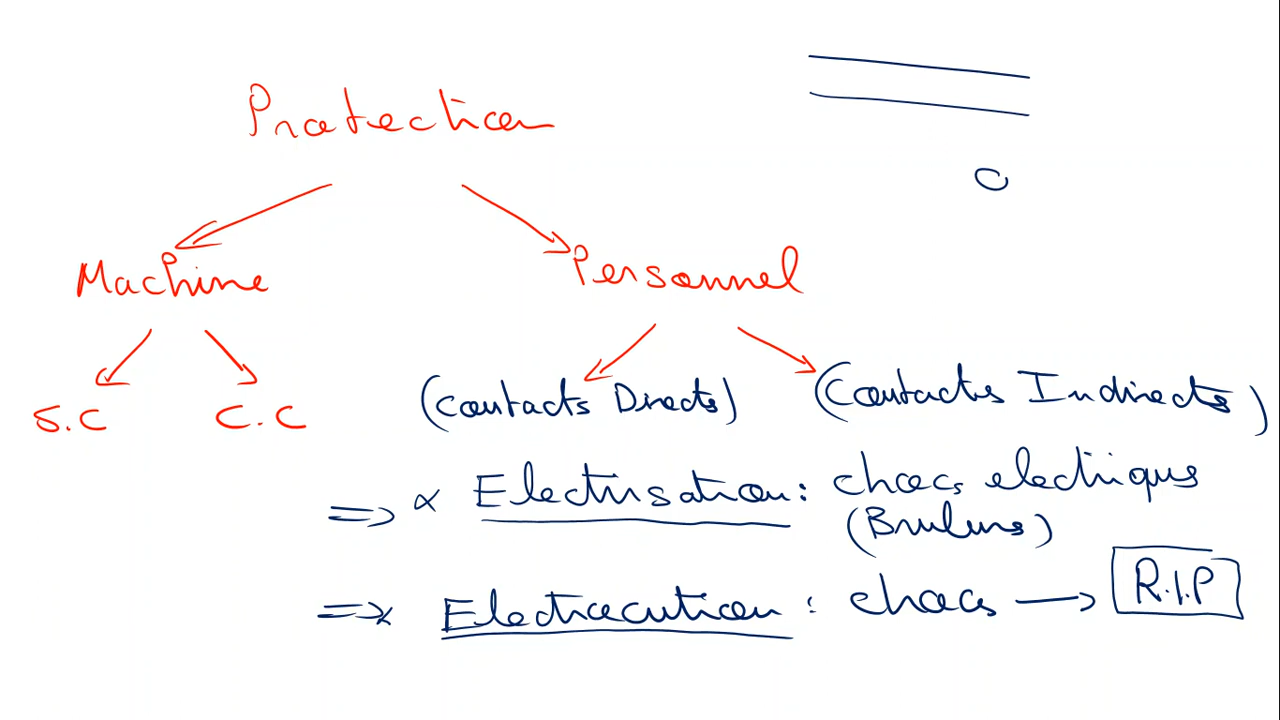 Protection
Machine Personnel
S.C C.C (Contacts Directs) (Contacts Indirects)
=> × Electrisation : chocs electriques
(Brulures)
=> × Electrocution : chocs → R.I.P